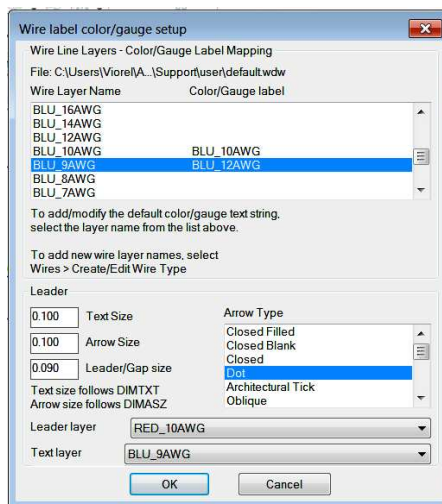 Wire label color/gauge setup
Wire Line Layers - Color/Gauge Label Mapping
File: C:\Users\Viorel\A...\Support\user\default.wdw
Wire Layer Name Color/Gauge label
BLU_16AWG
BLU_14AWG
BLU_12AWG
BLU_10AWG BLU_10AWG
BLU_9AWG BLU_12AWG
BLU_8AWG
BLU_7AWG
To add/modify the default color/gauge text string,
select the layer name from the list above.
To add new wire layer names, select
Wires > Create/Edit Wire Type
Leader
0.100 Text Size
0.100 Arrow Size
0.090 Leader/Gap size
Text size follows DIMTXT
Arrow size follows DIMASZ
Arrow Type
Closed Filled
Closed Blank
Closed
Dot
Architectural Tick
Oblique
Leader layer RED_10AWG
Text layer BLU_9AWG
OK Cancel